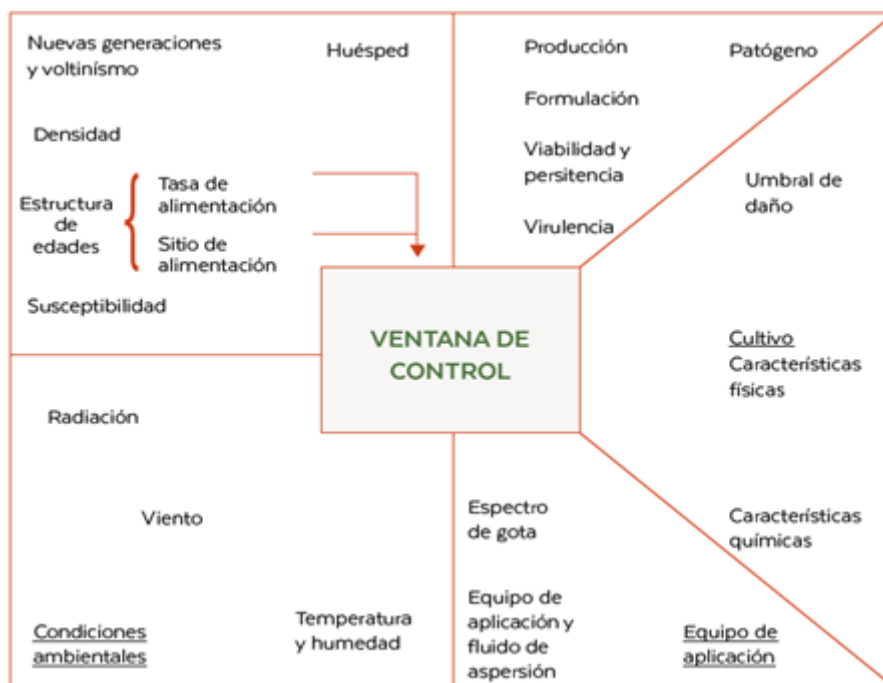 Nuevas generaciones
y voltinísmo
Huésped
Densidad
Estructura
de
edades
Tasa de
alimentación
Sitio de
alimentación
Susceptibilidad
Producción
Patógeno
Formulación
Viabilidad y
persitencia
Virulencia
Umbral de
daño
VENTANA DE
CONTROL
Cultivo
Características
físicas
Características
químicas
Radiación
Viento
Condiciones
ambientales
Temperatura
y humedad
Espectro
de gota
Equipo de
aplicación y
fluido de
aspersión
Equipo de
aplicación